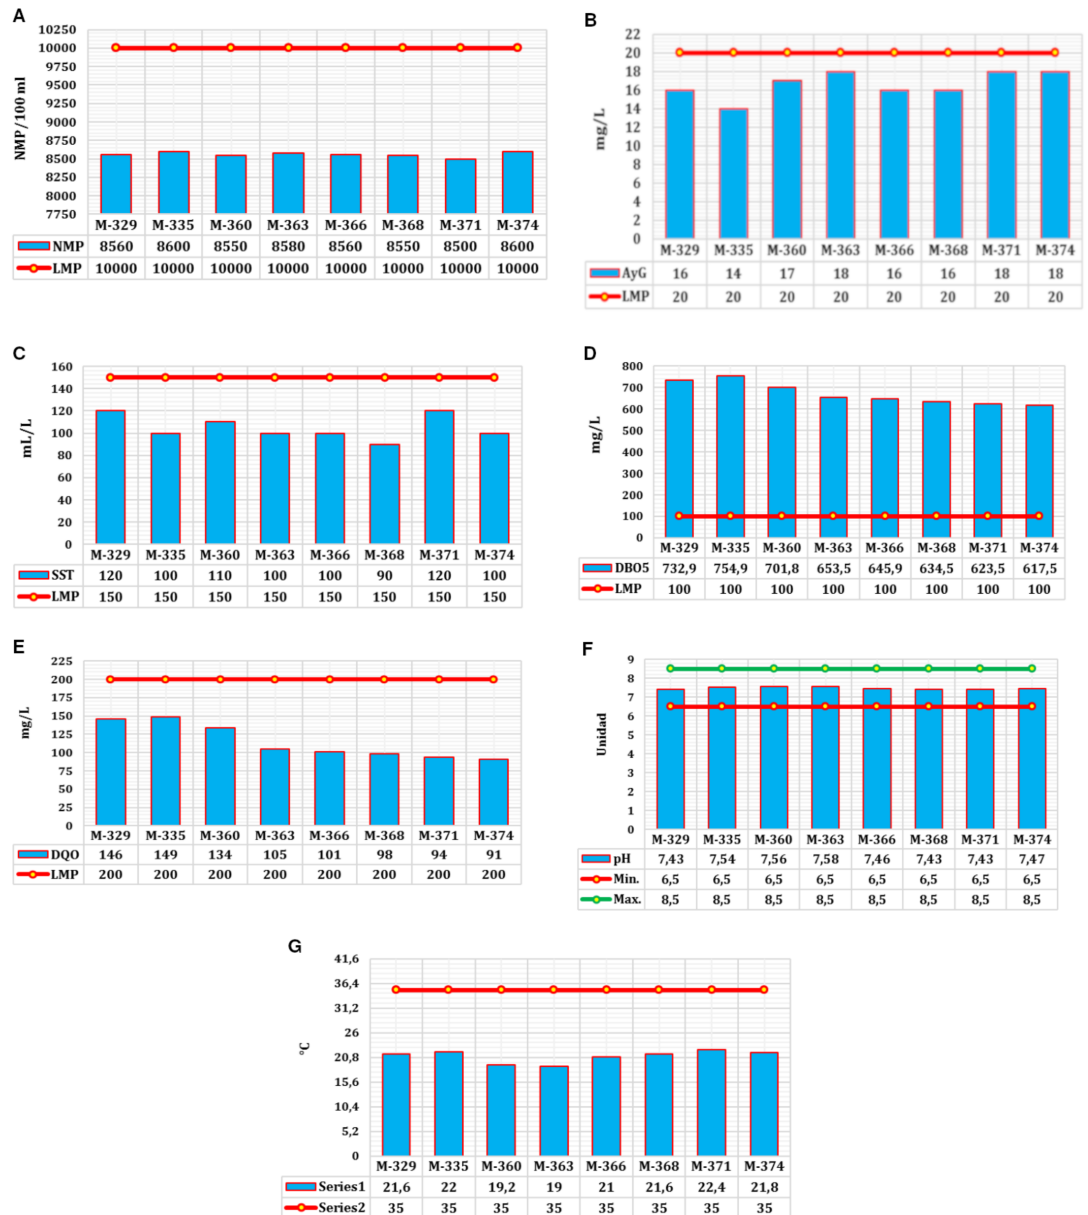 A
NMP/100 ml
10250
10000
9750
9500
9250
9000
8750
8500
8250
8000
7750
M-329 M-335 M-360 M-363 M-366 M-368 M-371 M-374
NMP 8560 8600 8550 8580 8560 8550 8500 8600
LMP 10000 10000 10000 10000 10000 10000 10000 10000
B
mg/L
22
20
18
16
14
12
10
8
6
4
2
0
M-329 M-335 M-360 M-363 M-366 M-368 M-371 M-374
AyG 16 14 17 18 16 16 18 18
LMP 20 20 20 20 20 20 20 20
C
mL/L
160
140
120
100
80
60
40
20
0
M-329 M-335 M-360 M-363 M-366 M-368 M-371 M-374
SST 120 100 110 100 100 90 120 100
LMP 150 150 150 150 150 150 150 150
D
mg/L
800
700
600
500
400
300
200
100
0
M-329 M-335 M-360 M-363 M-366 M-368 M-371 M-374
DBO5 732,9 754,9 701,8 653,5 645,9 634,5 623,5 617,5
LMP 100 100 100 100 100 100 100 100
E
mg/L
225
200
175
150
125
100
75
50
25
0
M-329 M-335 M-360 M-363 M-366 M-368 M-371 M-374
DQO 146 149 134 105 101 98 94 91
LMP 200 200 200 200 200 200 200 200
F
Unidad
9
8
7
6
5
4
3
2
1
0
M-329 M-335 M-360 M-363 M-366 M-368 M-371 M-374
pH 7,43 7,54 7,56 7,58 7,46 7,43 7,43 7,47
Min. 6,5 6,5 6,5 6,5 6,5 6,5 6,5 6,5
Max. 8,5 8,5 8,5 8,5 8,5 8,5 8,5 8,5
G
°C
41,6
36,4
31,2
26
20,8
15,6
10,4
5,2
0
M-329 M-335 M-360 M-363 M-366 M-368 M-371 M-374
Series1 21,6 22 19,2 19 21 21,6 22,4 21,8
Series2 35 35 35 35 35 35 35 35